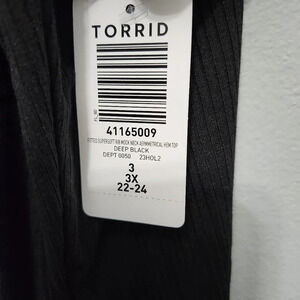 TORRID
41165009
FITTED SUPERSOFT RIB MOCK NECK ASYMMETRICAL HEM TOP
DEEP BLACK
DEPT 0050 23HOL2
3
3X
22-24